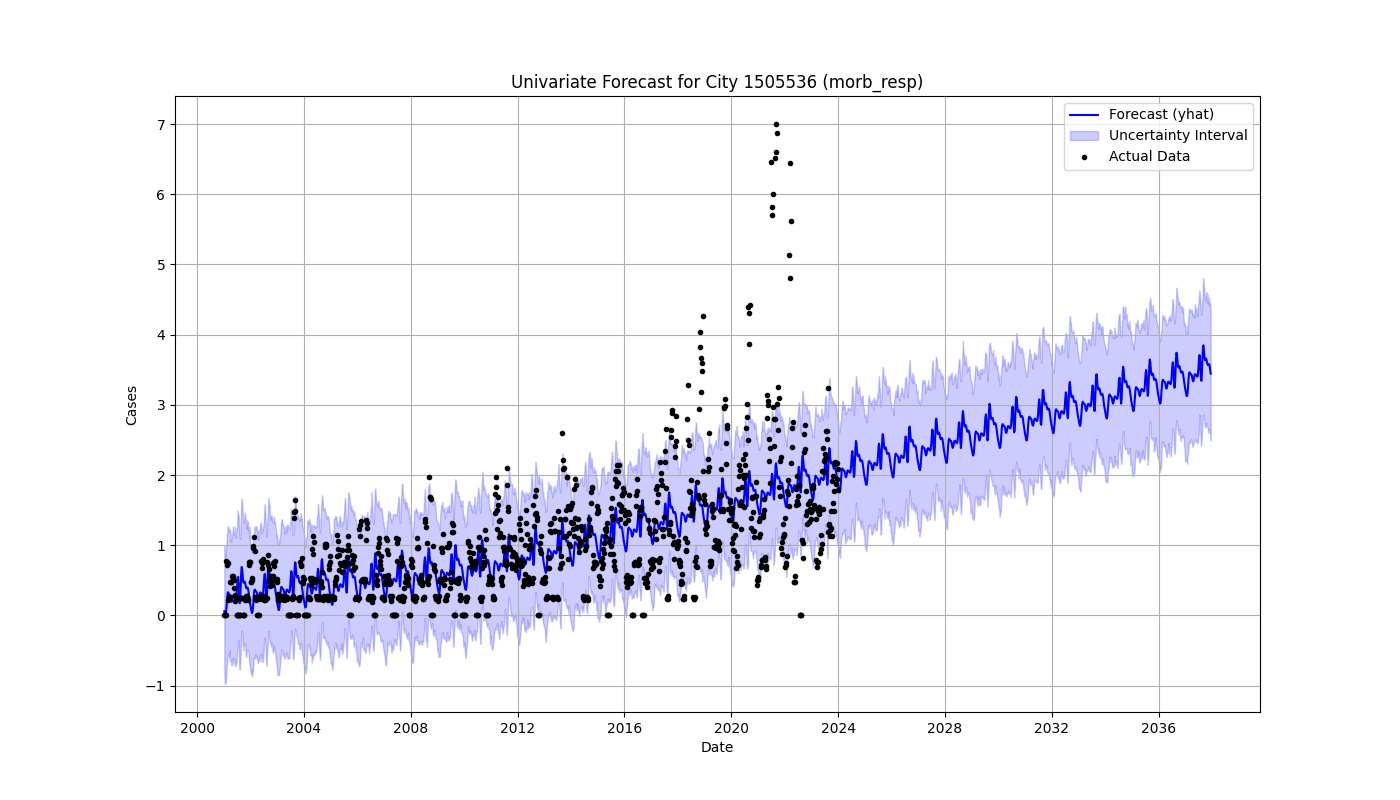 Univariate Forecast for City 1505536 (morb_resp)
Forecast (yhat)
Uncertainty Interval
Actual Data
7
6
5
4
3
2
1
0
−1
Cases
2000 2004 2008 2012 2016 2020 2024 2028 2032 2036
Date